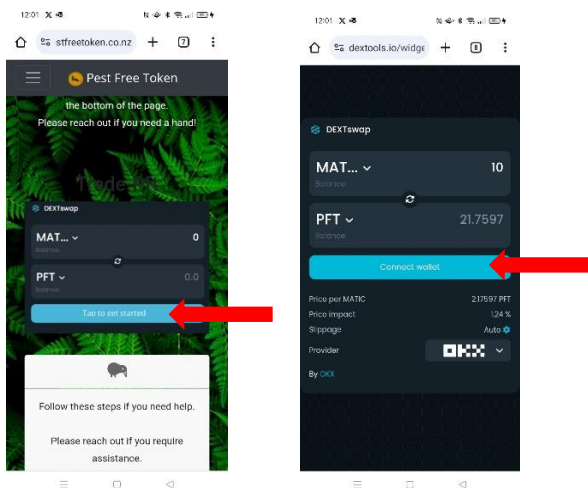 12:01
stfreetoken.co.nz
7
Pest Free Token
the bottom of the page.
Please reach out if you need a hand!
Trade
DEXTswap
MAT...
0
Balance:
PFT
0.0
Balance:
Tap to get started
Follow these steps if you need help.
Please reach out if you require
assistance.
12:01
dextools.io/widge
8
DEXTswap
MAT...
10
Balance:
PFT
21.7597
Balance:
Connect wallet
Price per MATIC
2.17597 PFT
Price impact
1.24 %
Slippage
Auto
Provider
OKX
By OKX